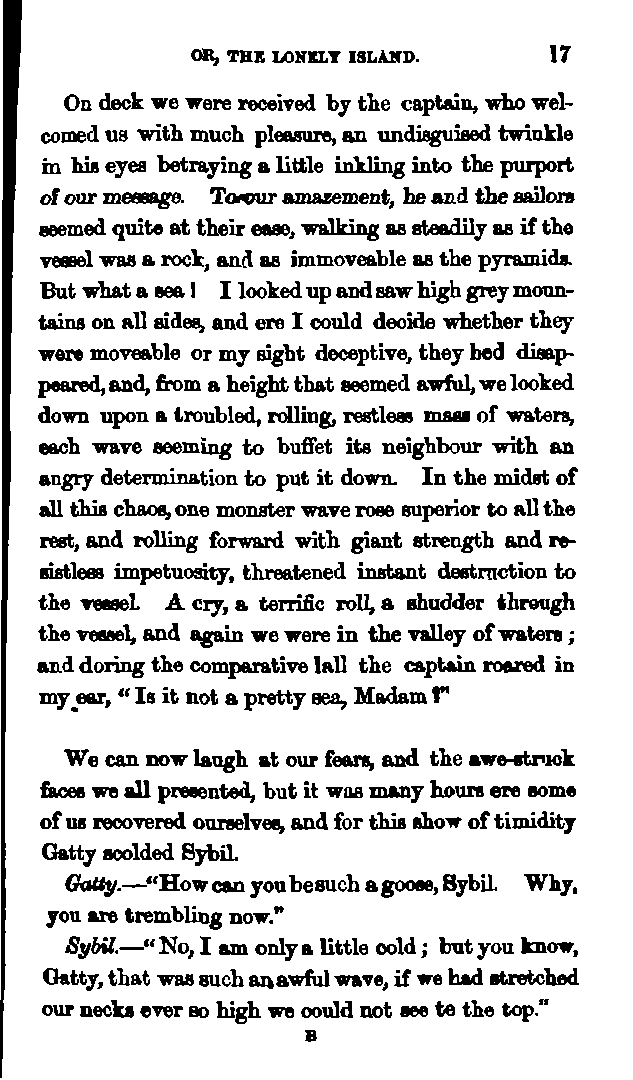 OR, THE LONELY ISLAND. 17
On deck we were received by the captain, who wel-
comed us with much pleasure, an undisguised twinkle
in his eyes betraying a little inkling into the purport
of our message. To our amazement, he and the sailors
seemed quite at their ease, walking as steadily as if the
vessel was a rock, and as immoveable as the pyramids.
But what a sea! I looked up and saw high grey moun-
tains on all sides, and ere I could decide whether they
were moveable or my sight deceptive, they hed disap-
peared, and, from a height that seemed awful, we looked
down upon a troubled, rolling, restless mass of waters,
each wave seeming to buffet its neighbour with an
angry determination to put it down. In the midst of
all this chaos, one monster wave rose superior to all the
rest, and rolling forward with giant strength and re-
sistless impetuosity, threatened instant destruction to
the vessel. A cry, a terrific roll, a shudder through
the vessel, and again we were in the valley of waters;
and doring the comparative lall the captain roared in
my ear, "Is it not a pretty sea, Madam?"
We can now laugh at our fears, and the awe-struck
faces we all presented, but it was many hours ere some
of us recovered ourselves, and for this show of timidity
Gatty scolded Sybil.
Gatty.—"How can you be such a goose, Sybil. Why,
you are trembling now."
Sybil.—"No, I am only a little cold; but you know,
Gatty, that was such an awful wave, if we had stretched
our necks ever so high we could not see to the top."
B